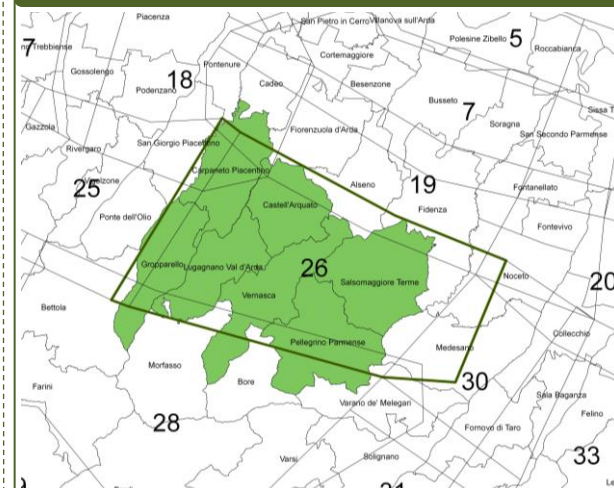 Piacenza
San Pietro in Cerro
Villanova sull'Arda
Polesine Zibello
5
Roccabianca
7
Trebbiense
Gossolengo
Pontenure
Cortemaggiore
18
Podenzano
Cadeo
Besenzone
Busseto
7
Sissa T
Soragna
Gazzola
Rivergaro
San Giorgio Piacentino
Fiorenzuola d'Arda
San Secondo Parmense
Carpaneto Piacentino
25
Vigolzone
Alseno
19
Fontanellato
Ponte dell'Olio
Castell'Arquato
Fidenza
Fontevivo
Gropparello
Lugagnano Val d'Arda
26
Salsomaggiore Terme
Noceto
20
Bettola
Vernasca
Collecchio
Pellegrino Parmense
Medesano
Morfasso
Bore
30
Farini
Varano de' Melegari
Sala Baganza
Felino
28
Fornovo di Taro
Varsi
Solignano
33
31